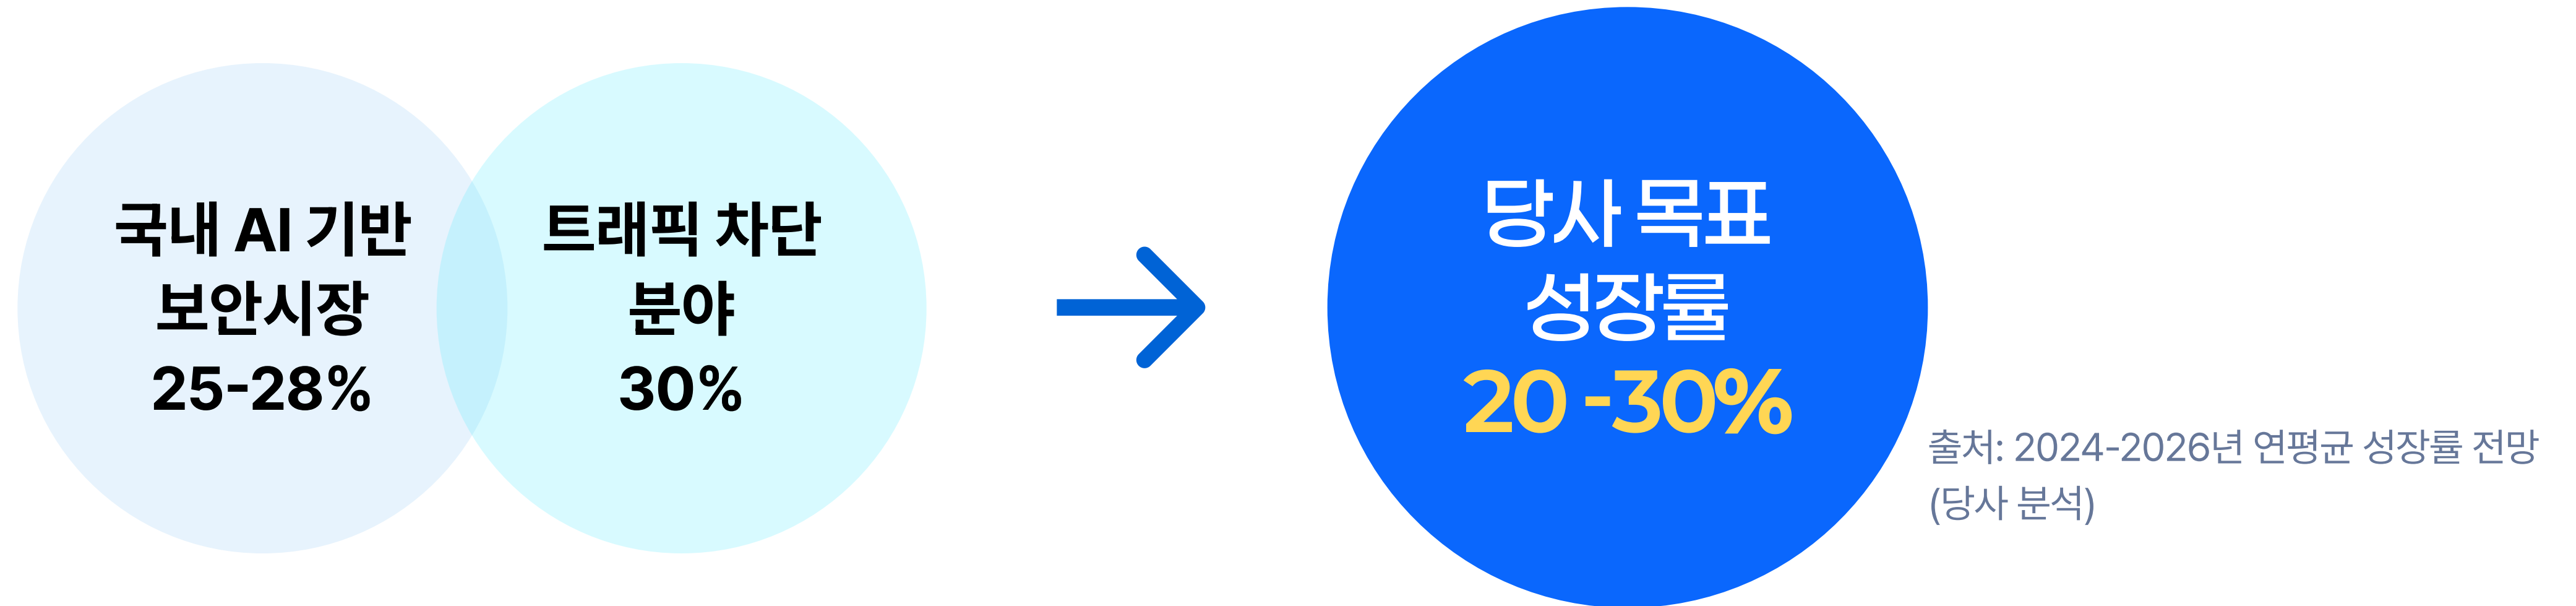 국내 AI 기반
보안시장
25-28%
트래픽 차단
분야
30%
당사 목표
성장률
20 -30%
출처: 2024-2026년 연평균 성장률 전망
(당사 분석)